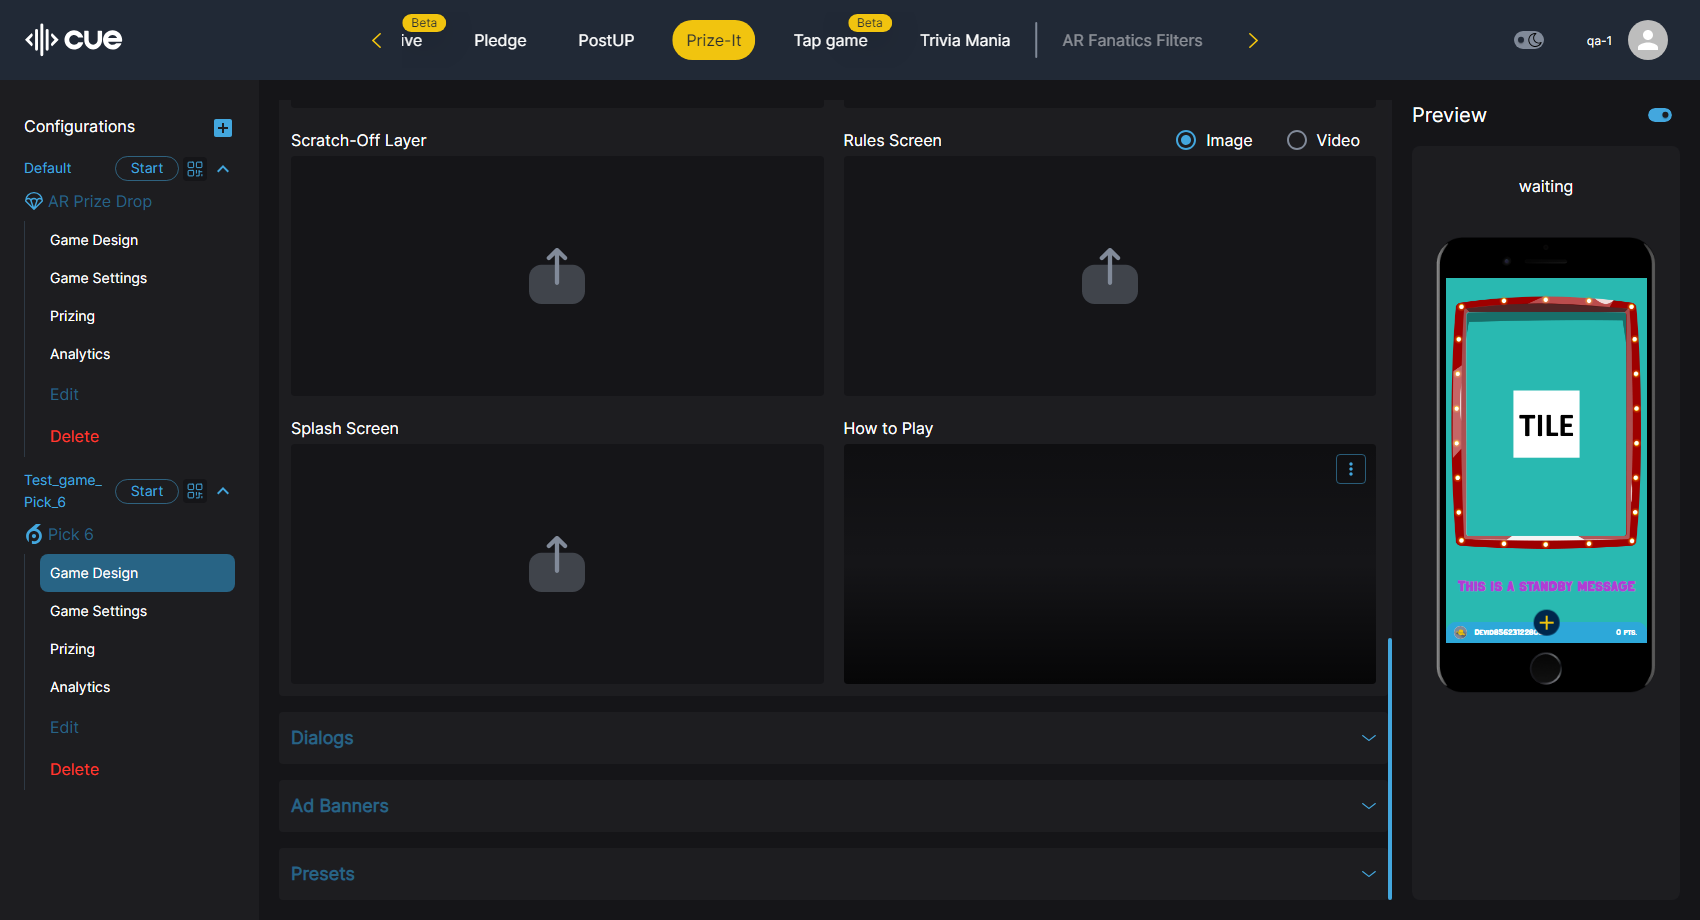 cue
Beta
ive
Pledge
PostUP
Prize-It
Beta
Tap game
Trivia Mania
AR Fanatics Filters
qa-1
Configurations
Default
Start
AR Prize Drop
Game Design
Game Settings
Prizing
Analytics
Edit
Delete
Test_game_
Pick_6
Start
Pick 6
Game Design
Game Settings
Prizing
Analytics
Edit
Delete
Scratch-Off Layer
Rules Screen
Image
Video
Splash Screen
How to Play
Dialogs
Ad Banners
Presets
Preview
waiting
TILE
THIS IS A STANDBY MESSAGE
0 PTS.